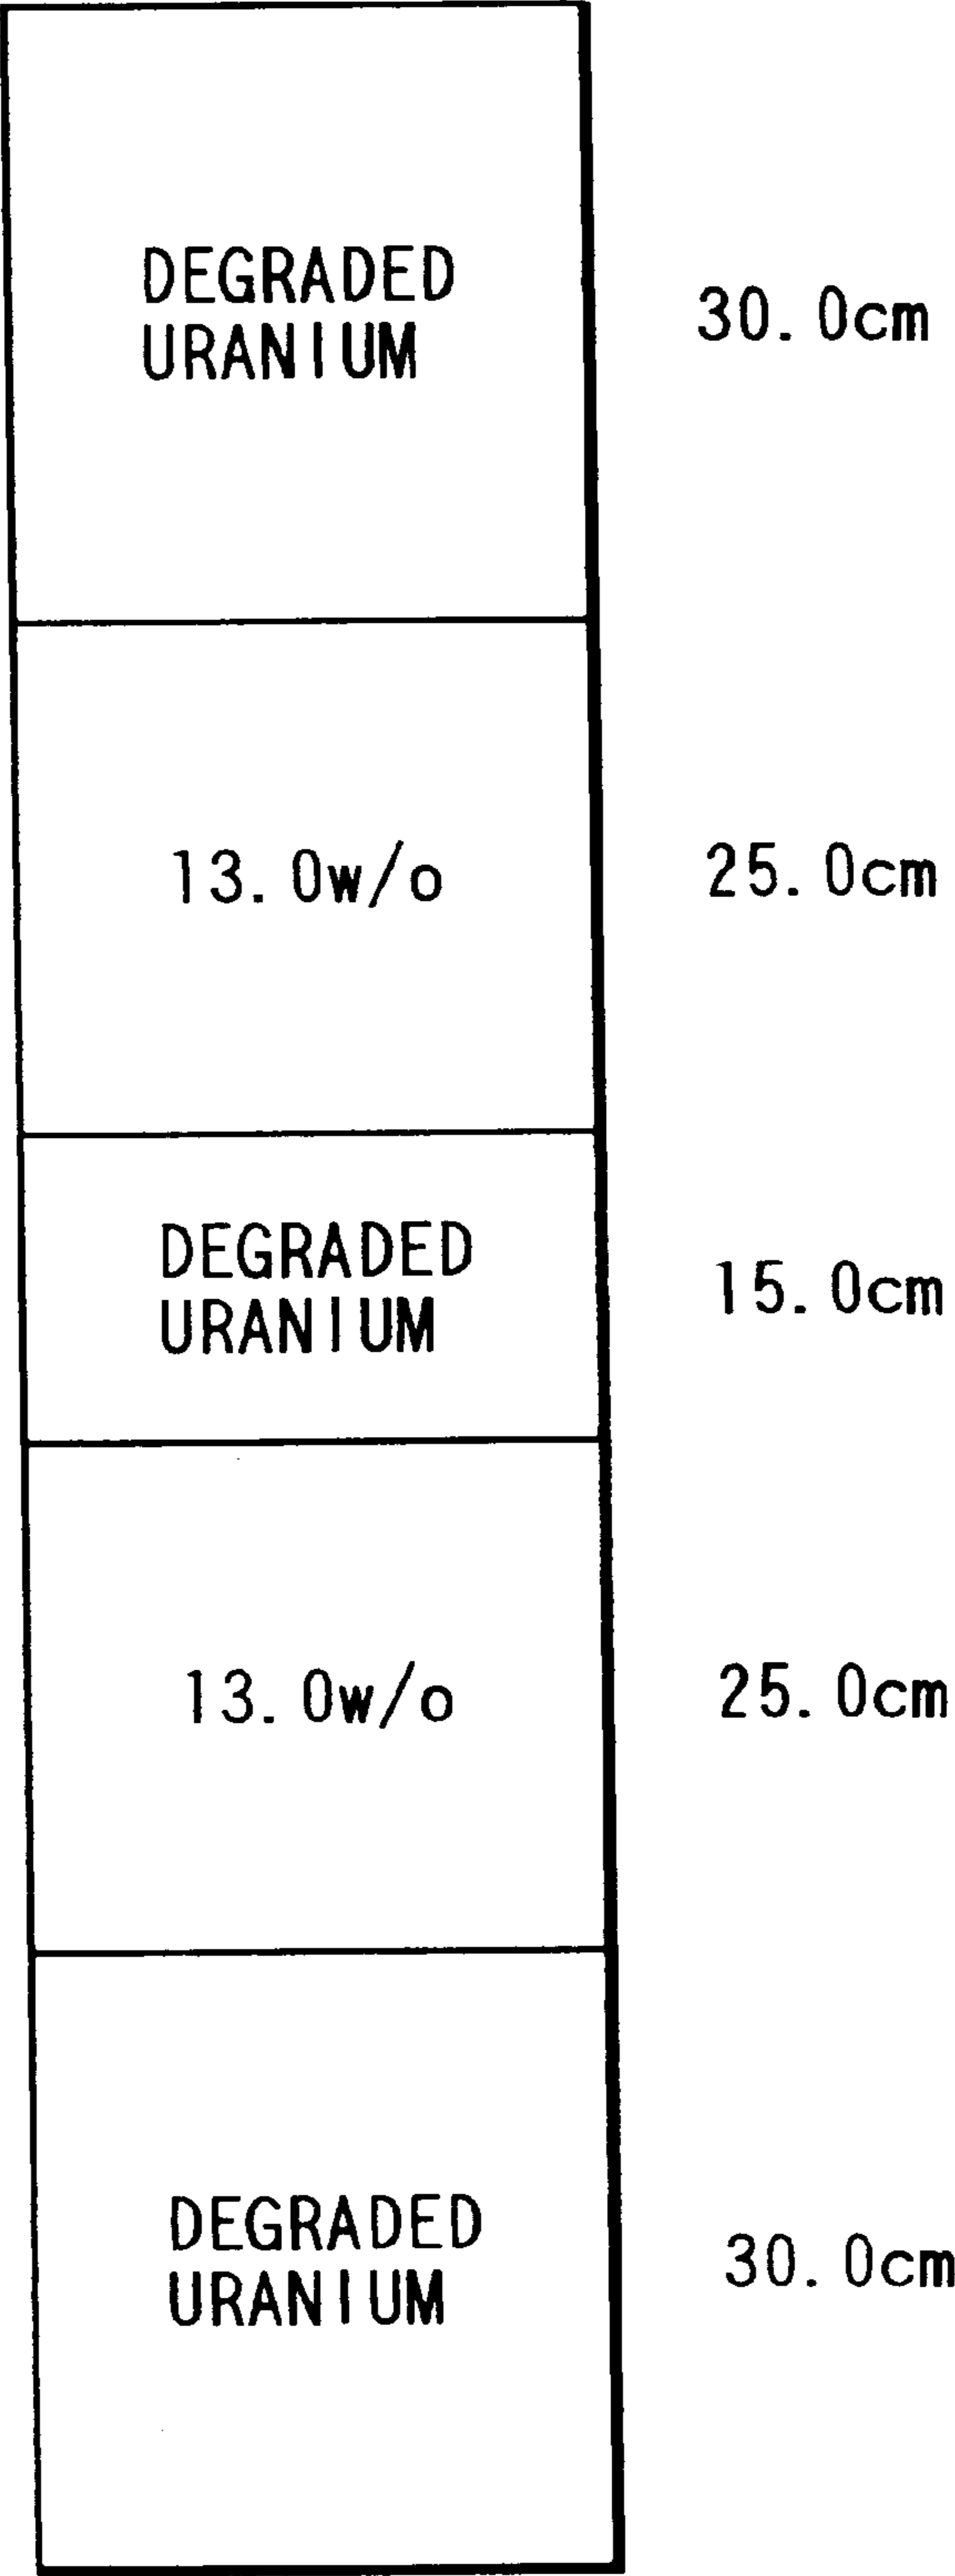 DEGRADED
URANIUM
30.0cm
13.0w/o
25.0cm
DEGRADED
URANIUM
15.0cm
13.0w/o
25.0cm
DEGRADED
URANIUM
30.0cm